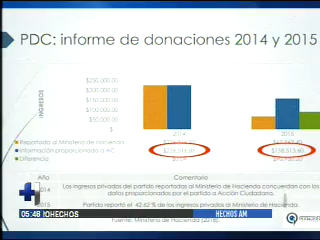 PDC: informe de donaciones 2014 y 2015
$250,000.00
$200,000.00
$150,000.00
$100,000.00
$50,000.00
$
INGRESOS
2014
2015
Reportado al Ministerio de Hacienda
Información proporcionada a AC
$158,513.60
Diferencia
Año
Comentario
2014
Los ingresos privados del partido reportados al Ministerio de Hacienda concuerdan con los
datos proporcionados por el partido a Acción Ciudadana.
2015
Partido reportó el 42.62 % de los ingresos privados al Ministerio de Hacienda.
Fuente: Ministerio de Hacienda
05:48 HECHOS
HECHOS AM